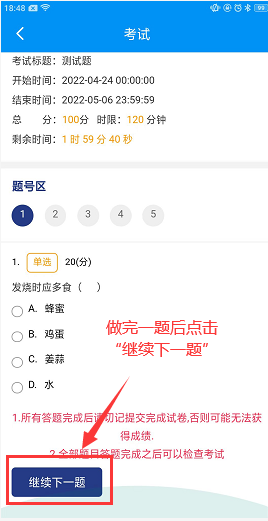 18:48
99
考试
考试标题：测试题
开始时间：2022-04-24 00:00:00
结束时间：2022-05-06 23:59:59
总　　分：100分　时限：120 分钟
剩余时间：1 时 59 分 40 秒
题号区
1 2 3 4 5
1. 单选 20(分)
发烧时应多食（　）
A. 蜂蜜
B. 鸡蛋
C. 姜蒜
D. 水
做完一题后点击
“继续下一题”
1.所有答题完成后请切记提交完成试卷,否则可能无法获
得成绩.
2.全部题目答题完成之后可以检查考试
继续下一题